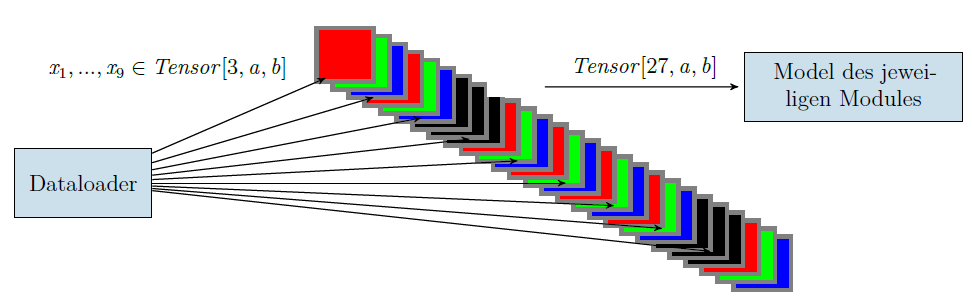 x₁, ..., x₉ ∈ Tensor[3, a, b]
Tensor[27, a, b]
Model des jewei-
ligen Modules
Dataloader